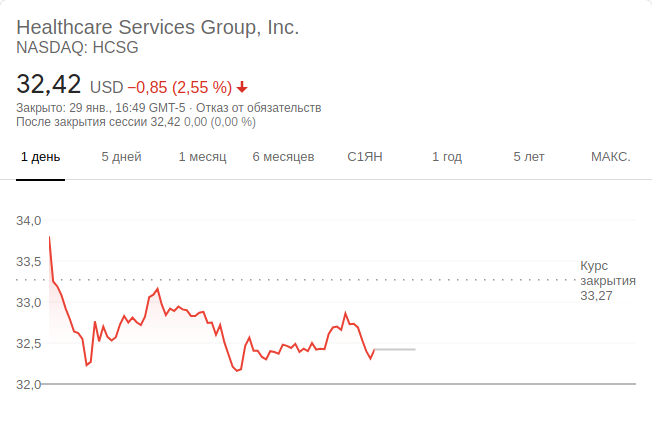 Healthcare Services Group, Inc.
NASDAQ: HCSG
32,42 USD −0,85 (2,55 %)
Закрыто: 29 янв., 16:49 GMT-5 · Отказ от обязательств
После закрытия сессии 32,42 0,00 (0,00 %)
1 день 5 дней 1 месяц 6 месяцев С1ЯН 1 год 5 лет МАКС.
34,0
33,5
Курс
закрытия
33,27
33,0
32,5
32,0